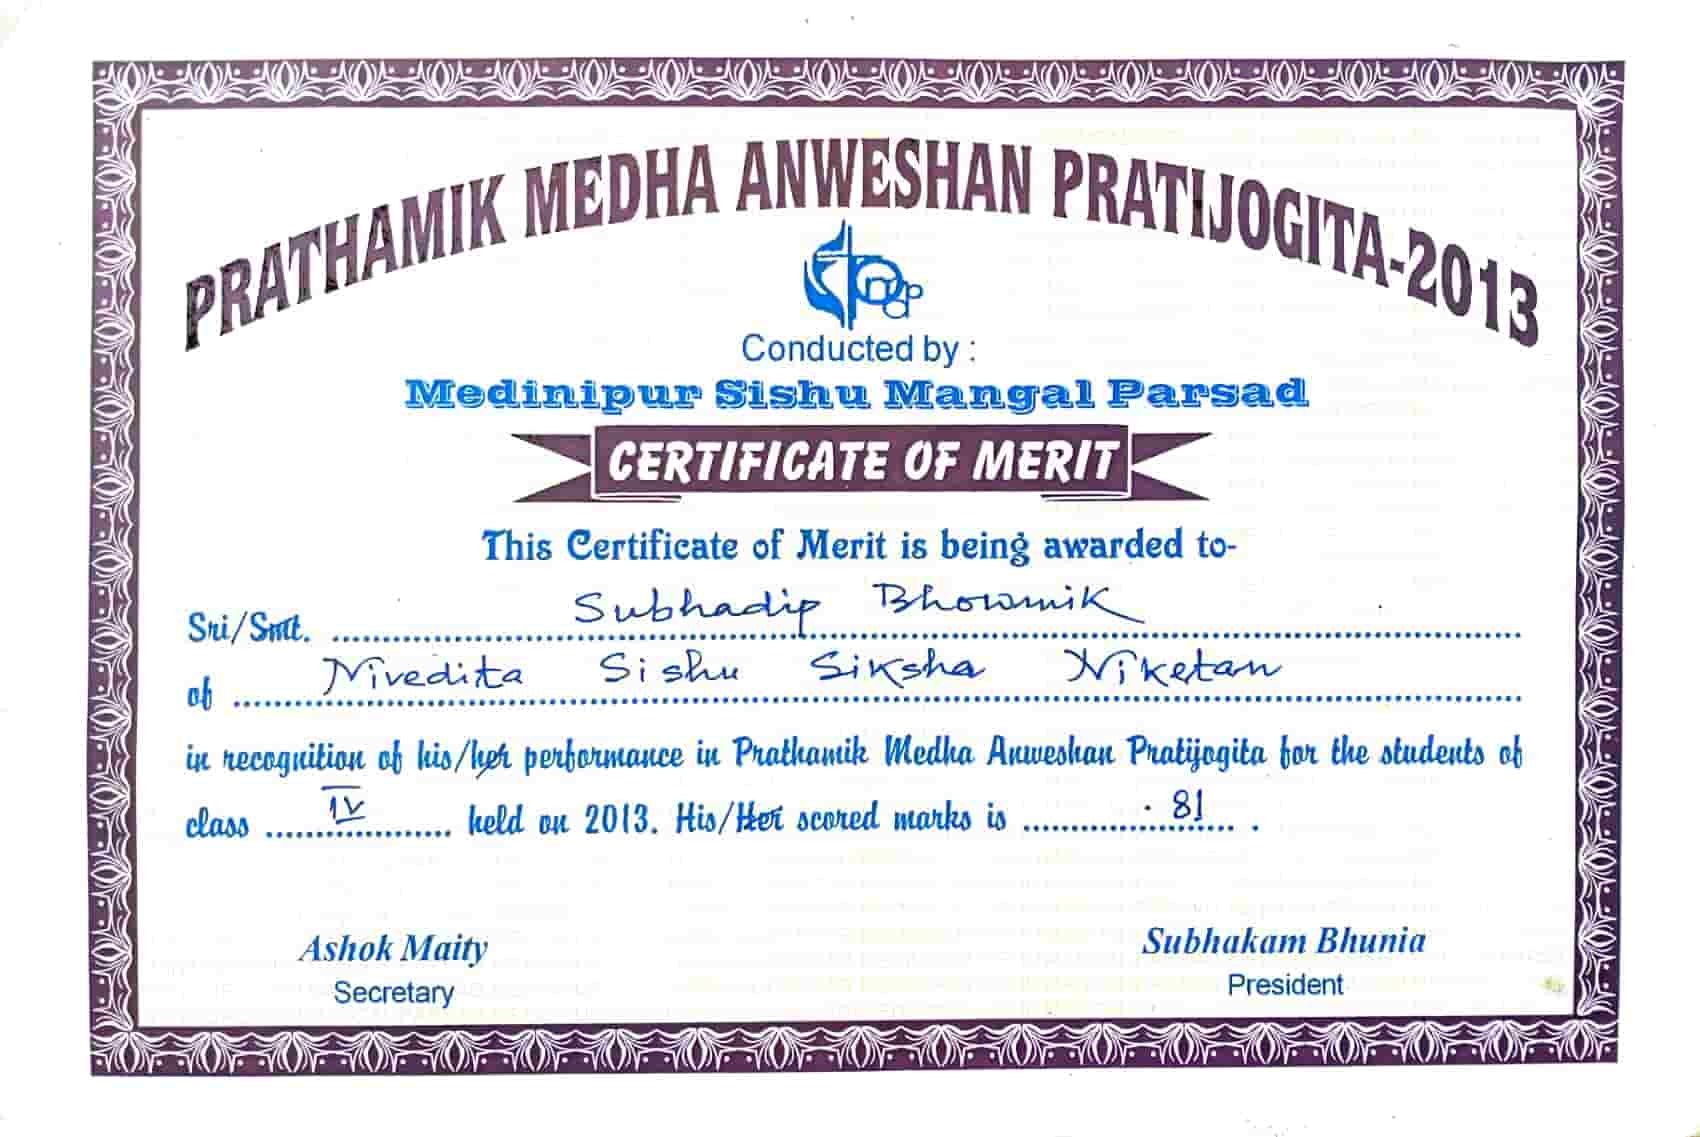 PRATHAMIK MEDHA ANWESHAN PRATIJOGITA-2013
Conducted by :
Medinipur Sishu Mangal Parsad
CERTIFICATE OF MERIT
This Certificate of Merit is being awarded to-
Sri/Smt. Subhadip Bhowmik
of Nivedita Sishu Siksha Niketan
in recognition of his/her performance in Prathamik Medha Anweshan Pratijogita for the students of
class IV held on 2013. His/Her scored marks is 81 .
Ashok Maity
Secretary
Subhakam Bhunia
President